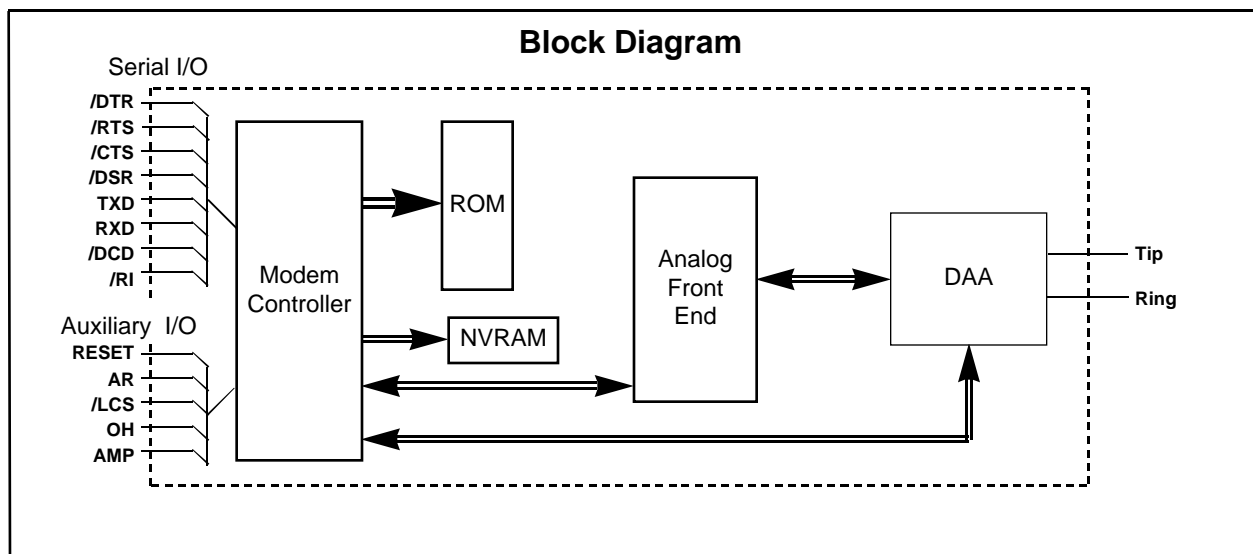 Block Diagram
Serial I/O
/DTR
/RTS
/CTS
/DSR
TXD
RXD
/DCD
/RI
Auxiliary I/O
RESET
AR
/LCS
OH
AMP
Modem
Controller
ROM
NVRAM
Analog
Front
End
DAA
Tip
Ring